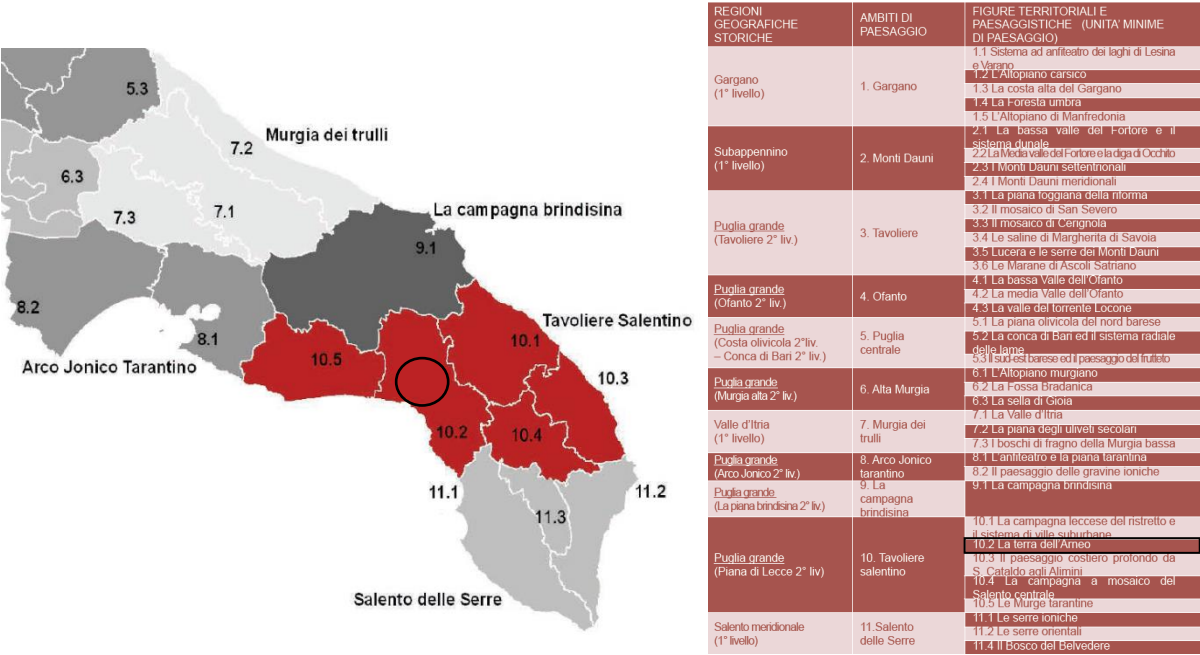 5.3
Murgia dei trulli
7.2
6.3
7.1
7.3
La campagna brindisina
9.1
8.2
Tavoliere Salentino
8.1
10.1
Arco Jonico Tarantino
10.5
10.3
10.2
10.4
11.1
11.2
11.3
Salento delle Serre
REGIONI
GEOGRAFICHE
STORICHE
AMBITI DI
PAESAGGIO
FIGURE TERRITORIALI E
PAESAGGISTICHE (UNITA' MINIME
DI PAESAGGIO)
Gargano
(1° livello)
1. Gargano
1.1 Sistema ad anfiteatro dei laghi di Lesina
e Varano
1.2 L'Altopiano carsico
1.3 La costa alta del Gargano
1.4 La Foresta umbra
1.5 L'Altopiano di Manfredonia
Subappennino
(1° livello)
2. Monti Dauni
2.1 La bassa valle del Fortore e il
sistema dunale
2.2 La Media valle del Fortore e la diga di Occhito
2.3 I Monti Dauni settentrionali
2.4 I Monti Dauni meridionali
Puglia grande
(Tavoliere 2° liv.)
3. Tavoliere
3.1 La piana foggiana della riforma
3.2 Il mosaico di San Severo
3.3 Il mosaico di Cerignola
3.4 Le saline di Margherita di Savoia
3.5 Lucera e le serre dei Monti Dauni
3.6 Le Marane di Ascoli Satriano
Puglia grande
(Ofanto 2° liv.)
4. Ofanto
4.1 La bassa Valle dell'Ofanto
4.2 La media Valle dell'Ofanto
4.3 La valle del torrente Locone
Puglia grande
(Costa olivicola 2°liv.
– Conca di Bari 2° liv.)
5. Puglia
centrale
5.1 La piana olivicola del nord barese
5.2 La conca di Bari ed il sistema radiale
delle lame
5.3 Il sud-est barese ed il paesaggio del frutteto
Puglia grande
(Murgia alta 2° liv.)
6. Alta Murgia
6.1 L'Altopiano murgiano
6.2 La Fossa Bradanica
6.3 La sella di Gioia
Valle d'Itria
(1° livello)
7. Murgia dei
trulli
7.1 La Valle d'Itria
7.2 La piana degli uliveti secolari
7.3 I boschi di fragno della Murgia bassa
Puglia grande
(Arco Jonico 2° liv.)
8. Arco Jonico
tarantino
8.1 L'anfiteatro e la piana tarantina
8.2 Il paesaggio delle gravine ioniche
Puglia grande
(La piana brindisina 2° liv.)
9. La
campagna
brindisina
9.1 La campagna brindisina
Puglia grande
(Piana di Lecce 2° liv)
10. Tavoliere
salentino
10.1 La campagna leccese del ristretto e
il sistema di ville suburbane
10.2 La terra dell'Arneo
10.3 Il paesaggio costiero profondo da
S. Cataldo agli Alimini
10.4 La campagna a mosaico del
Salento centrale
10.5 Le Murge tarantine
Salento meridionale
(1° livello)
11.Salento
delle Serre
11.1 Le serre ioniche
11.2 Le serre orientali
11.4 Il Bosco del Belvedere